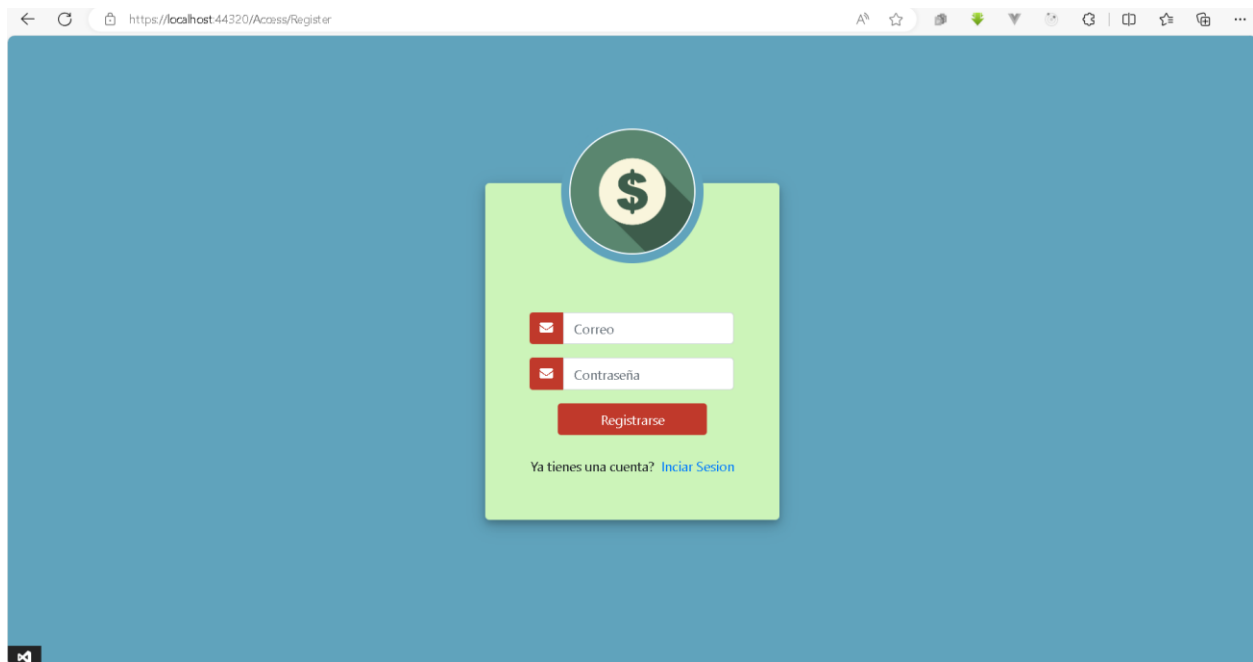 https://localhost:44320/Access/Register
$
Correo
Contraseña
Registrarse
Ya tienes una cuenta? Inciar Sesion